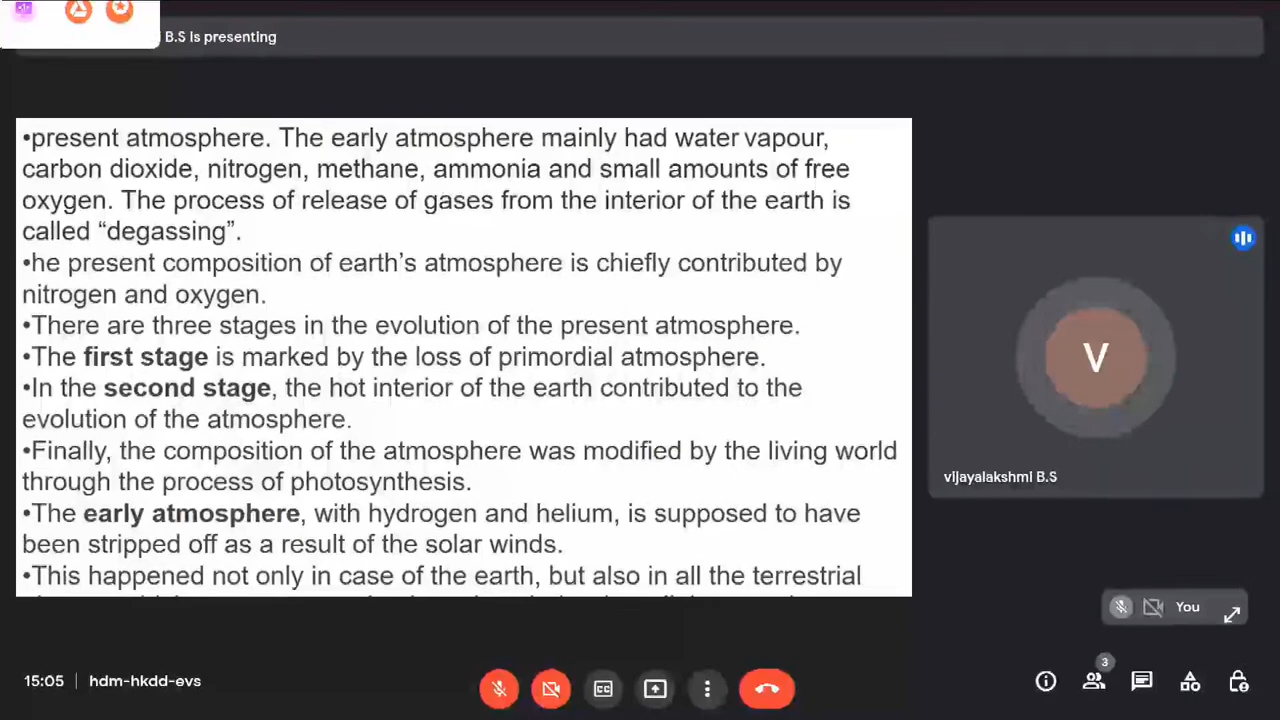 B.S is presenting
•present atmosphere. The early atmosphere mainly had water vapour,
carbon dioxide, nitrogen, methane, ammonia and small amounts of free
oxygen. The process of release of gases from the interior of the earth is
called “degassing”.
•he present composition of earth’s atmosphere is chiefly contributed by
nitrogen and oxygen.
•There are three stages in the evolution of the present atmosphere.
•The first stage is marked by the loss of primordial atmosphere.
•In the second stage, the hot interior of the earth contributed to the
evolution of the atmosphere.
•Finally, the composition of the atmosphere was modified by the living world
through the process of photosynthesis.
•The early atmosphere, with hydrogen and helium, is supposed to have
been stripped off as a result of the solar winds.
•This happened not only in case of the earth, but also in all the terrestrial
V
vijayalakshmi B.S
You
15:05 | hdm-hkdd-evs
3